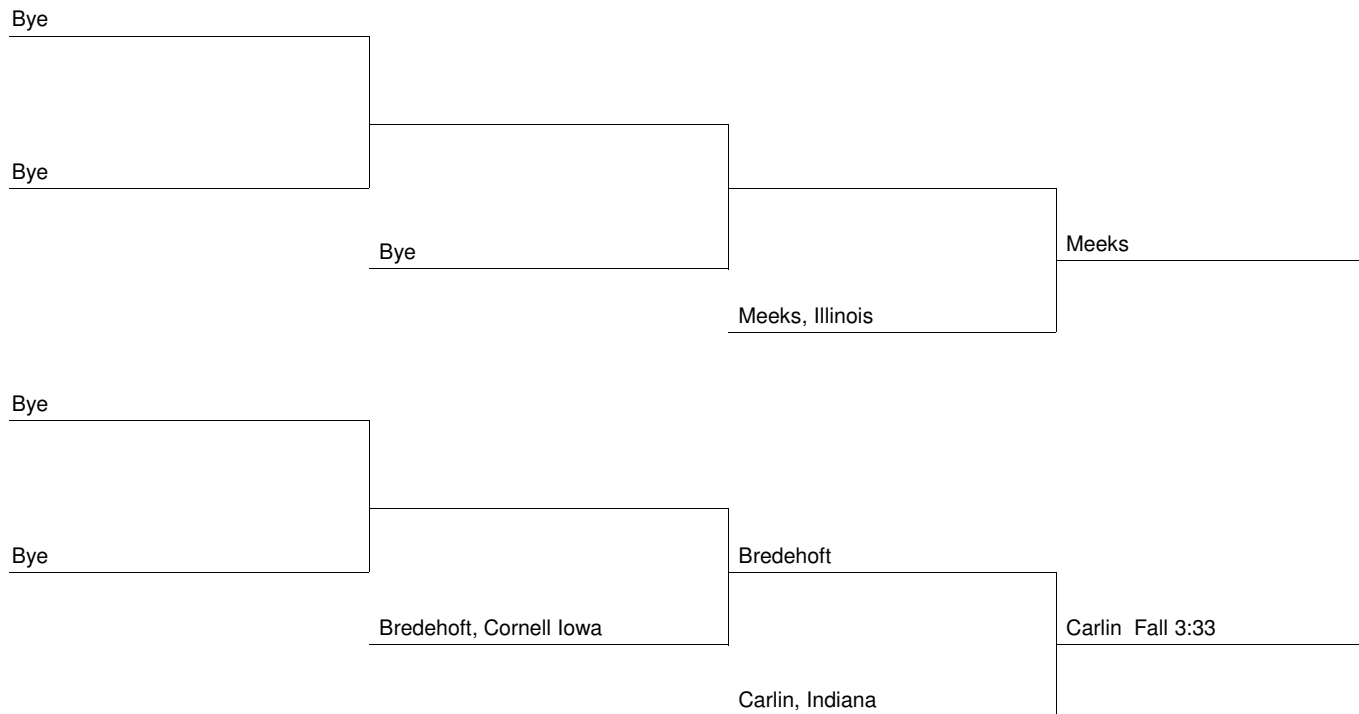 Bye
Bye
Bye
Meeks
Meeks, Illinois
Bye
Bye
Bredehoft
Bredehoft, Cornell Iowa
Carlin  Fall 3:33
Carlin, Indiana